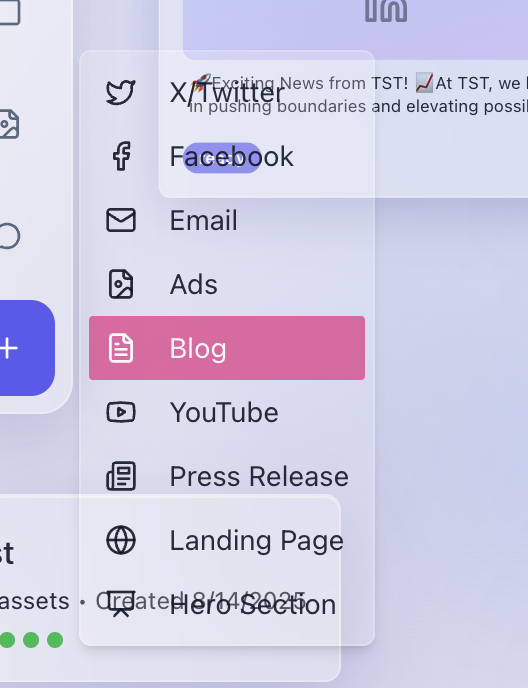 in
🚀Exciting News from TST! 📈At TST, we
in pushing boundaries and elevating possi
X/Twitter
Facebook
Email
Ads
Blog
YouTube
Press Release
Landing Page
st
assets • Created 8/14/2025
Hero Section